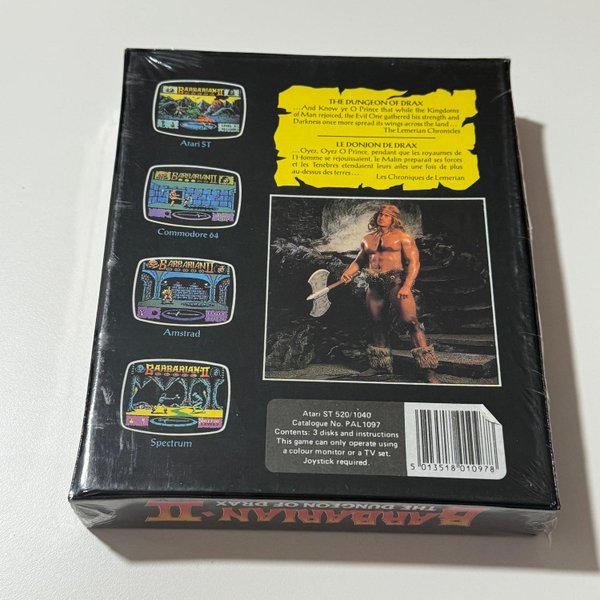 BARBARIAN II
Atari ST
BARBARIAN II
Commodore 64
BARBARIAN II
Amstrad
BARBARIAN II
Spectrum
THE DUNGEON OF DRAX
...And Know ye O Prince that while the Kingdoms
of Man rejoiced, the Evil One gathered his strength and
Darkness once more spread its wings across the land...
The Lemerian Chronicles
LE DONJON DE DRAX
...Oyez, Oyez O Prince, pendant que les royaumes de
l'Homme se rejouissaient, le Malin preparait ses forces
et les Tenebres etendaient leurs ailes une fois de plus
au-dessus des terres...
Les Chroniques de Lemerian
Atari ST 520/1040
Catalogue No. PAL1097
Contents: 3 disks and instructions
This game can only operate using
a colour monitor or a TV set.
Joystick required.
5 013518 010978
BARBARIAN · II
THE DUNGEON OF DRAX